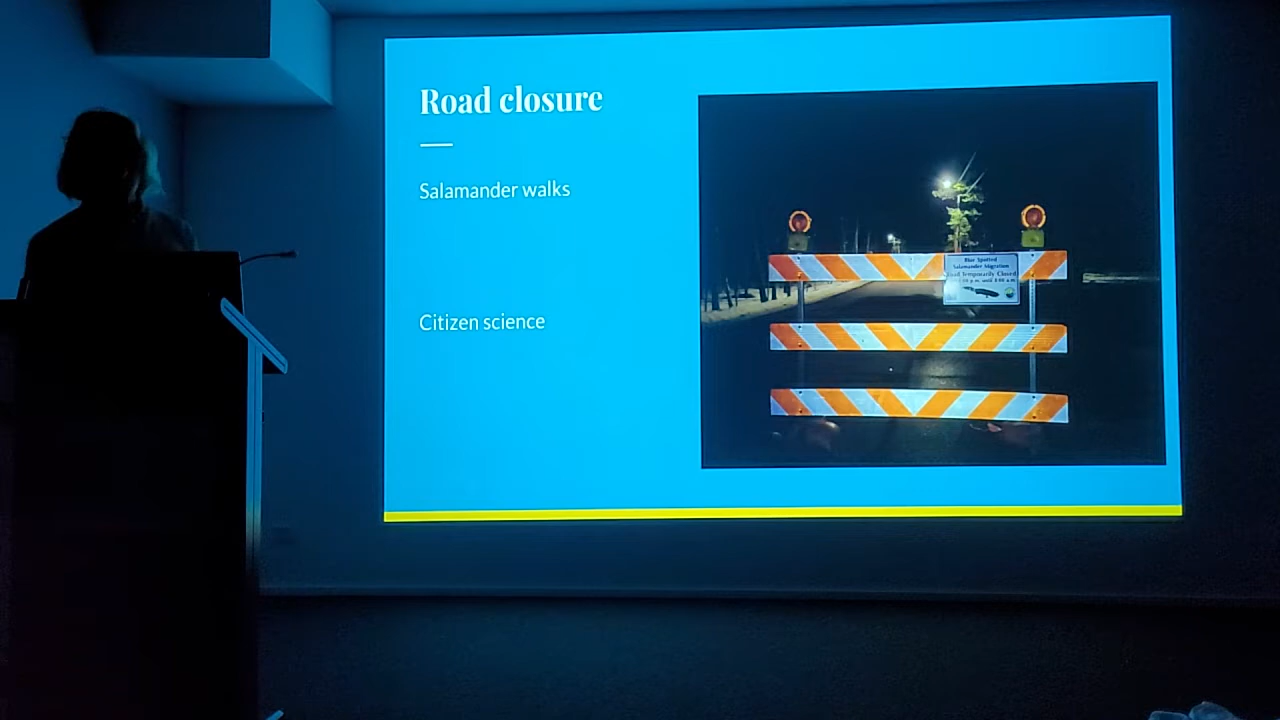 Road closure
Salamander walks
Citizen science
Blue Spotted
Salamander Migration
Road Temporarily Closed